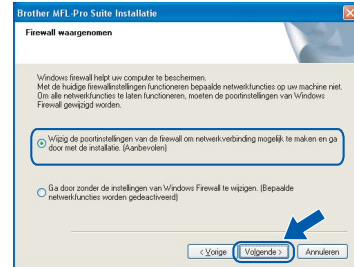 Brother MFL-Pro Suite Installatie
Firewall waargenomen
Windows firewall helpt uw computer te beschermen.
Met de huidige firewallinstellingen functioneren bepaalde netwerkfuncties op uw machine niet.
Om alle netwerkfuncties te laten functioneren, moeten de poortinstellingen van Windows
Firewall gewijzigd worden.
Wijzig de poortinstellingen van de firewall om netwerkverbinding mogelijk te maken en ga
door met de installatie. (Aanbevolen)
Ga door zonder de instellingen van Windows Firewall te wijzigen. (Bepaalde
netwerkfuncties worden gedeactiveerd)
< Vorige
Volgende >
Annuleren